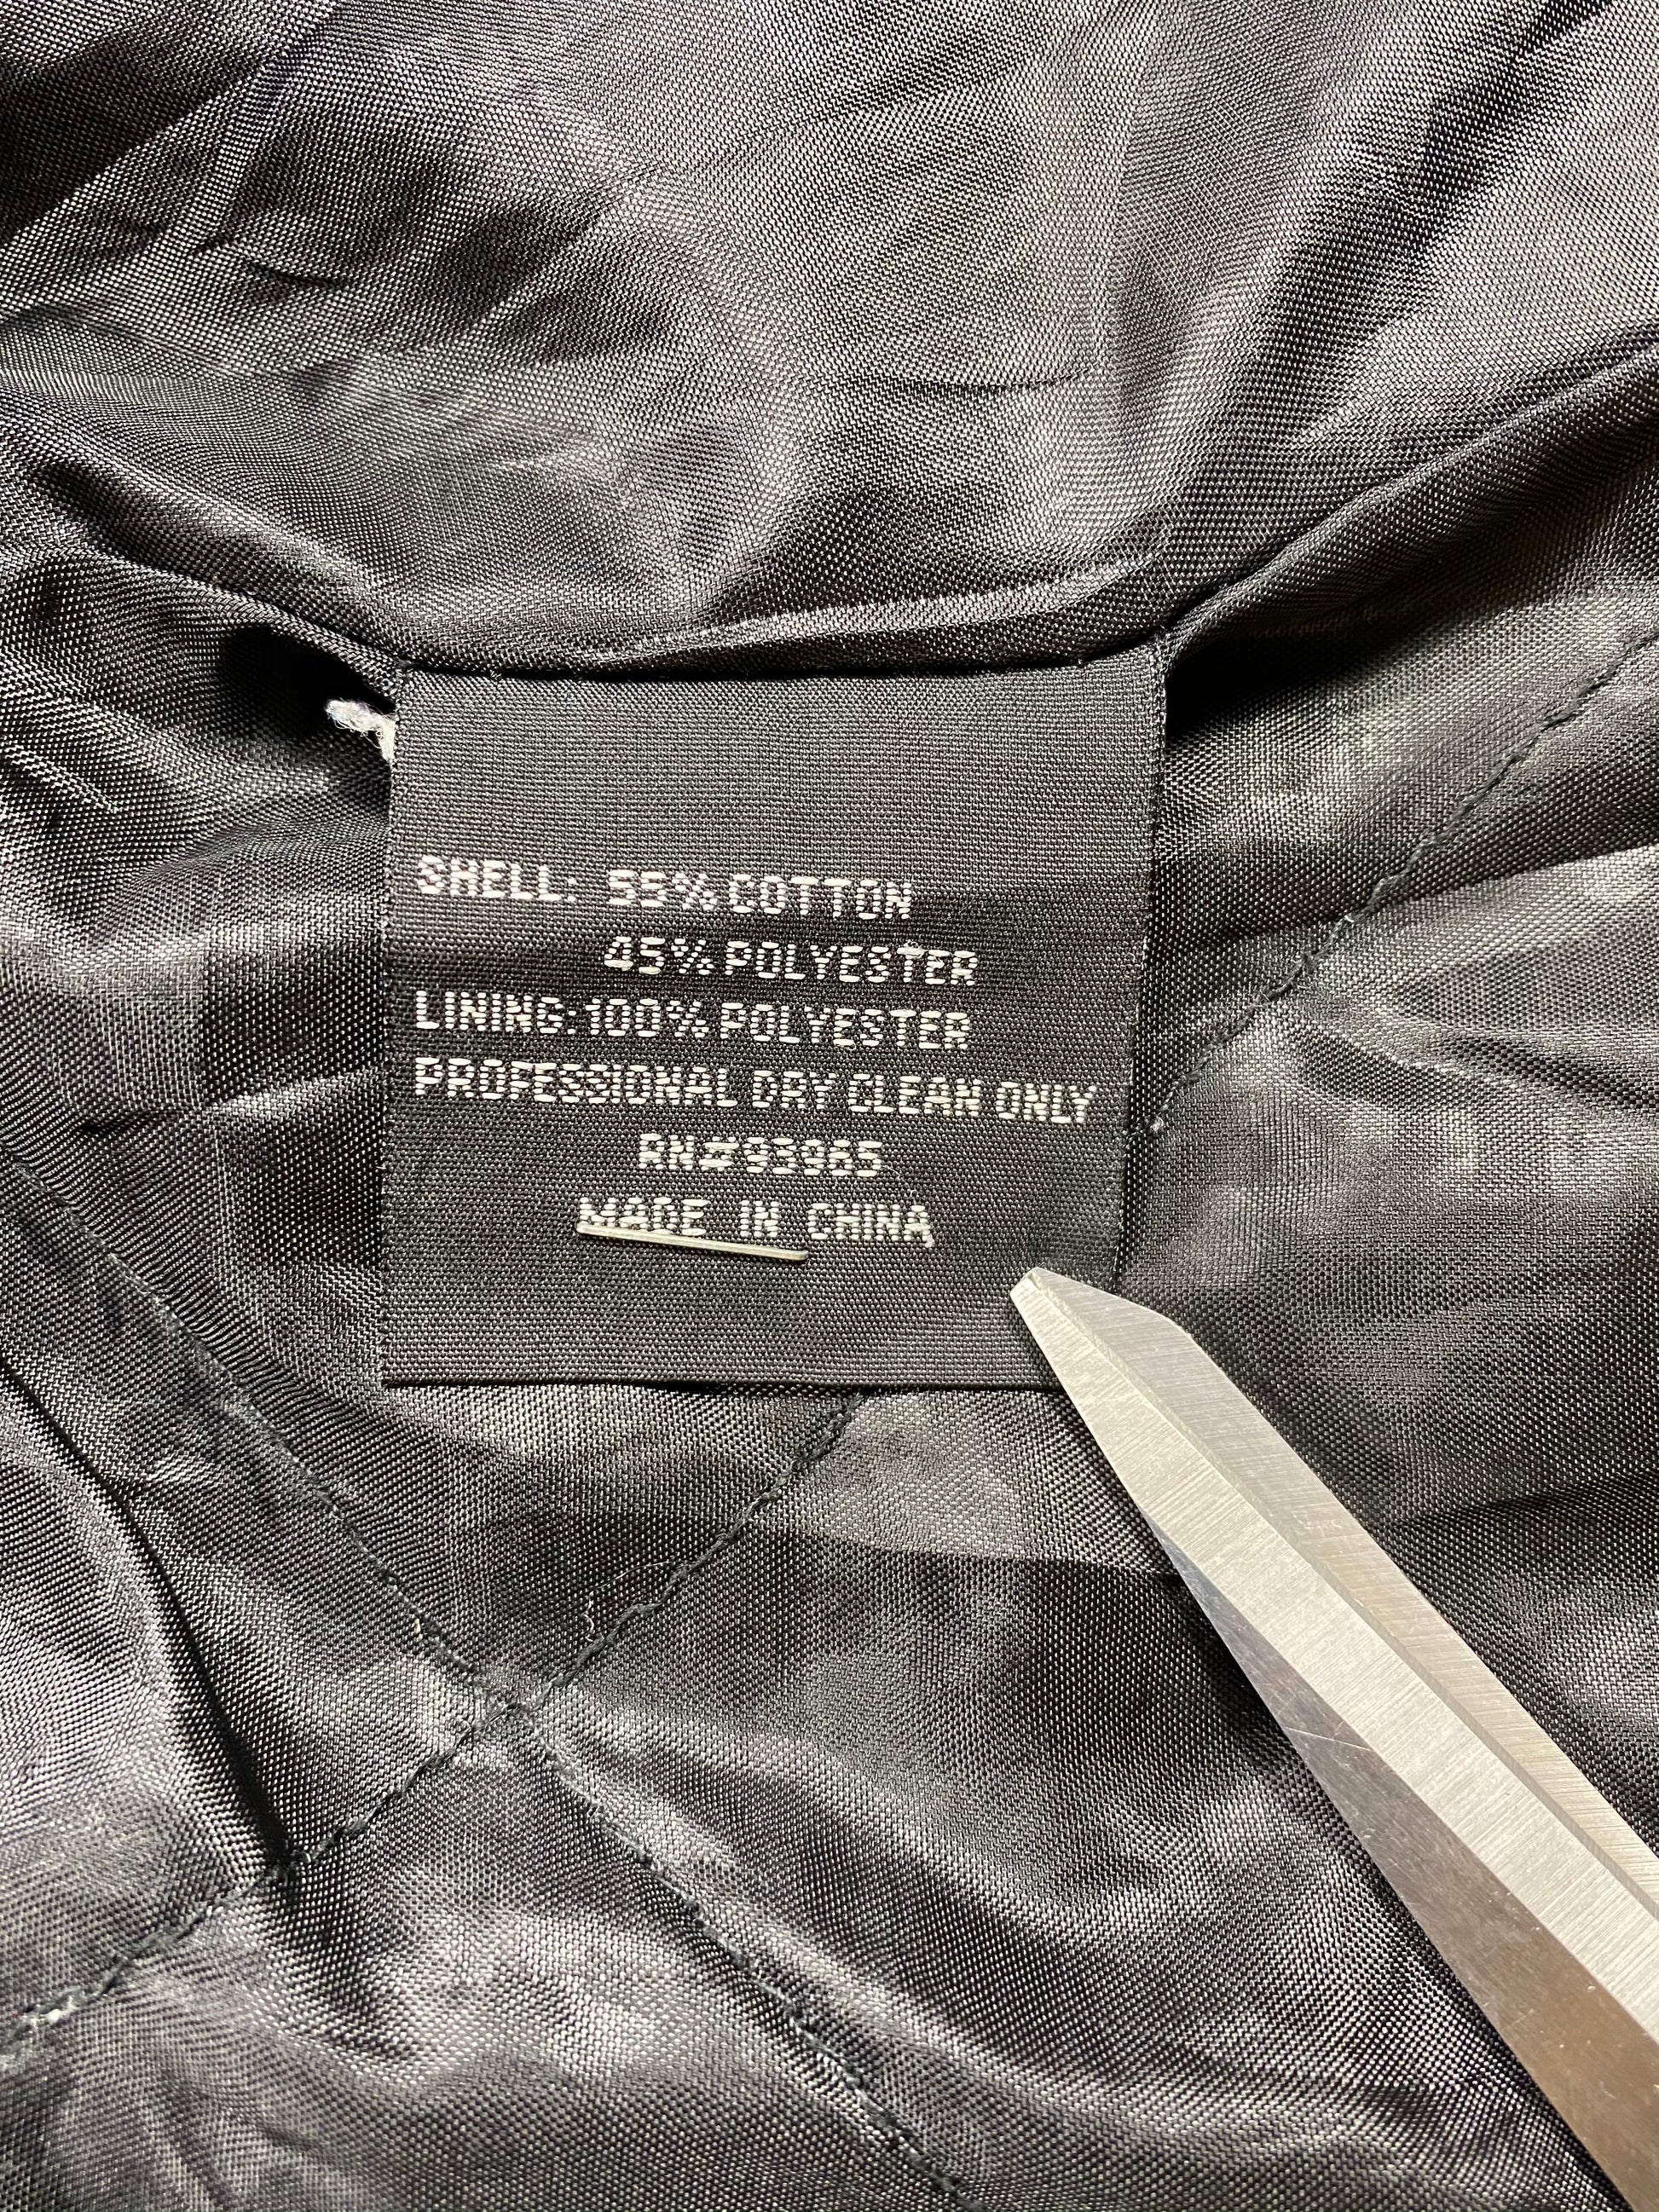 SHELL: 55% COTTON
45% POLYESTER
LINING: 100% POLYESTER
PROFESSIONAL DRY CLEAN ONLY
RN#93965
MADE IN CHINA